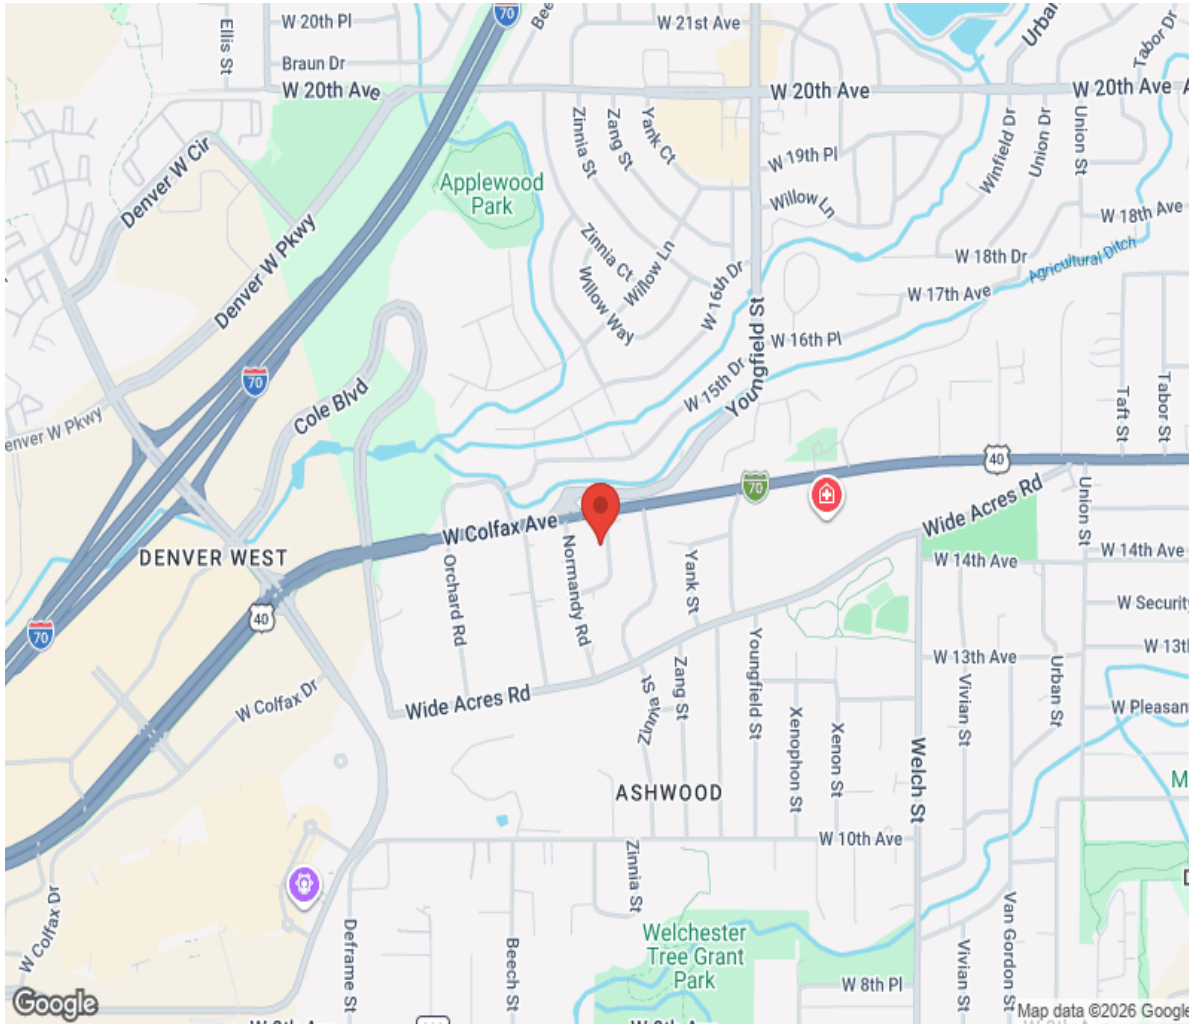 70
W 20th Pl
Ellis St
W 21st Ave
Braun Dr
W 20th Ave
W 20th Ave
W 20th Ave
Tabor Dr
Zinnia St
Zang St
Yank Ct
Union St
Union Dr
Winfield Dr
W 19th Pl
Denver W Cir
Applewood
Park
Willow Ln
W 18th Ave
Denver W Pkwy
Zinnia Ct
Willow Ln
Willow Way
W 16th Dr
W 18th Dr
Agricultural Ditch
W 17th Ave
Youngfield St
W 16th Pl
70
Cole Blvd
W 15th Dr
Taft St
Tabor St
enver W Pkwy
40
70
Wide Acres Rd
Union St
W Colfax Ave
DENVER WEST
Orchard Rd
Normandy Rd
Yank St
W 14th Ave
W 14th Ave
40
70
W Security
W 13th
W 13th Ave
Zinnia St
Zang St
Youngfield St
Xenophon St
Xenon St
Welch St
Vivian St
Urban St
W Colfax Dr
Wide Acres Rd
W Pleasant
ASHWOOD
W 10th Ave
Zinnia St
W Colfax Dr
Deframe St
Beech St
Welchester
Tree Grant
Park
W 8th Pl
Vivian St
Van Gordon St
Google
Map data ©2026 Google